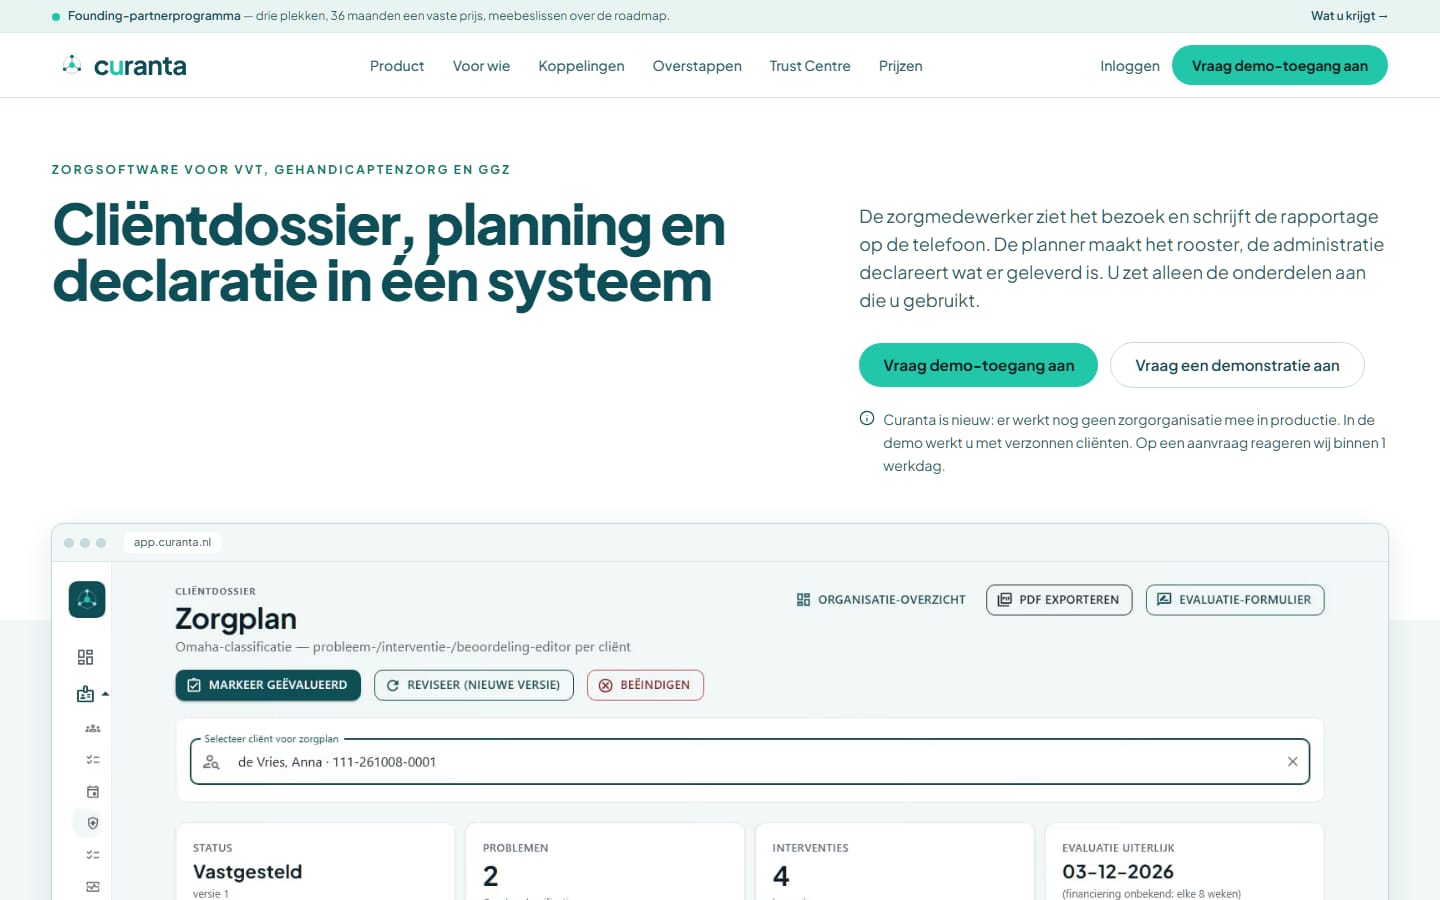 Founding-partnerprogramma — drie plekken, 36 maanden een vaste prijs, meebeslissen over de roadmap.
Wat u krijgt →
curanta
Product
Voor wie
Koppelingen
Overstappen
Trust Centre
Prijzen
Inloggen
Vraag demo-toegang aan
ZORGSOFTWARE VOOR VVT, GEHANDICAPTENZORG EN GGZ
Cliëntdossier, planning en
declaratie in één systeem
De zorgmedewerker ziet het bezoek en schrijft de rapportage
op de telefoon. De planner maakt het rooster, de administratie
declareert wat er geleverd is. U zet alleen de onderdelen aan
die u gebruikt.
Vraag demo-toegang aan
Vraag een demonstratie aan
Curanta is nieuw: er werkt nog geen zorgorganisatie mee in productie. In de
demo werkt u met verzonnen cliënten. Op een aanvraag reageren wij binnen 1
werkdag.
app.curanta.nl
CLIËNTDOSSIER
Zorgplan
Omaha-classificatie — probleem-/interventie-/beoordeling-editor per cliënt
ORGANISATIE-OVERZICHT
PDF EXPORTEREN
EVALUATIE-FORMULIER
MARKEER GEËVALUEERD
REVISEER (NIEUWE VERSIE)
BEËINDIGEN
Selecteer cliënt voor zorgplan
de Vries, Anna · 111-261008-0001
STATUS
Vastgesteld
versie 1
PROBLEMEN
2
INTERVENTIES
4
EVALUATIE UITERLIJK
03-12-2026
(financiering onbekend: elke 8 weken)